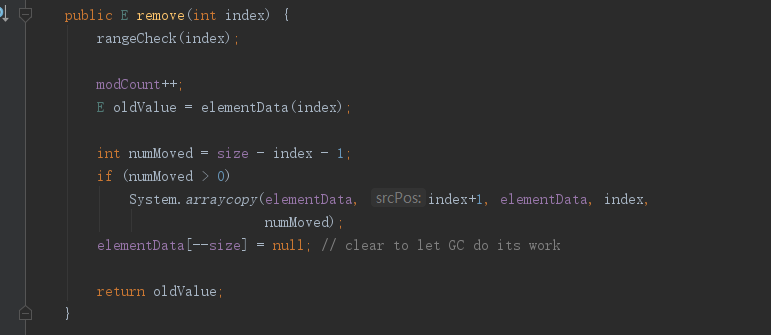 public E remove(int index) {
    rangeCheck(index);

    modCount++;
    E oldValue = elementData(index);

    int numMoved = size - index - 1;
    if (numMoved > 0)
        System.arraycopy(elementData, srcPos: index+1, elementData, index,
                         numMoved);
    elementData[--size] = null; // clear to let GC do its work

    return oldValue;
}